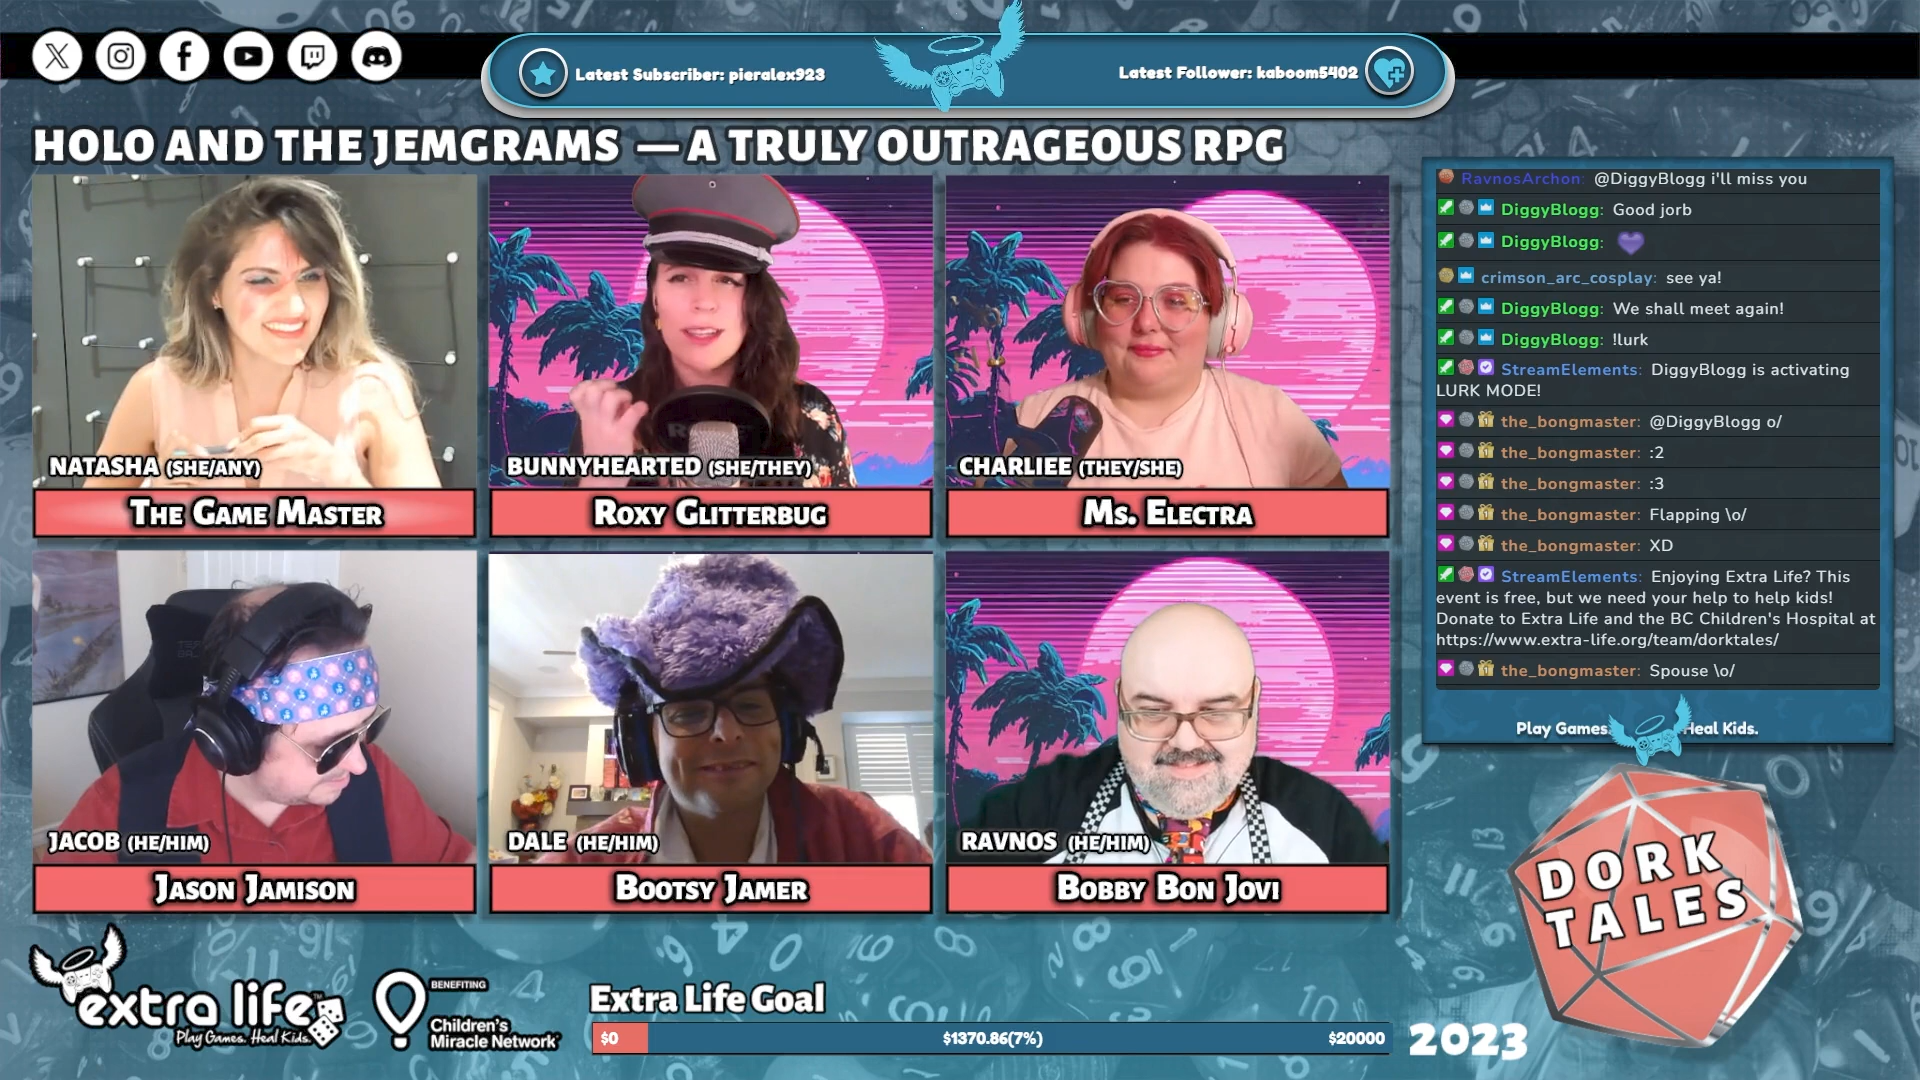 Latest Subscriber: pieralex923
Latest Follower: kaboom5402
HOLO AND THE JEMGRAMS — A TRULY OUTRAGEOUS RPG
NATASHA (SHE/ANY)
THE GAME MASTER
BUNNYHEARTED (SHE/THEY)
ROXY GLITTERBUG
CHARLIEE (THEY/SHE)
MS. ELECTRA
JACOB (HE/HIM)
JASON JAMISON
DALE (HE/HIM)
BOOTSY JAMER
RAVNOS (HE/HIM)
BOBBY BON JOVI
RavnosArchon: @DiggyBlogg i'll miss you
DiggyBlogg: Good jorb
DiggyBlogg:
crimson_arc_cosplay: see ya!
DiggyBlogg: We shall meet again!
DiggyBlogg: !lurk
StreamElements: DiggyBlogg is activating
LURK MODE!
the_bongmaster: @DiggyBlogg o/
the_bongmaster: :2
the_bongmaster: :3
the_bongmaster: Flapping \o/
the_bongmaster: XD
StreamElements: Enjoying Extra Life? This
event is free, but we need your help to help kids!
Donate to Extra Life and the BC Children's Hospital at
https://www.extra-life.org/team/dorktales/
the_bongmaster: Spouse \o/
Play Games. Heal Kids.
DORK
TALES
extra life
Play Games. Heal Kids.
BENEFITING
Children's
Miracle Network
Extra Life Goal
$0 $1370.86(7%) $20000
2023